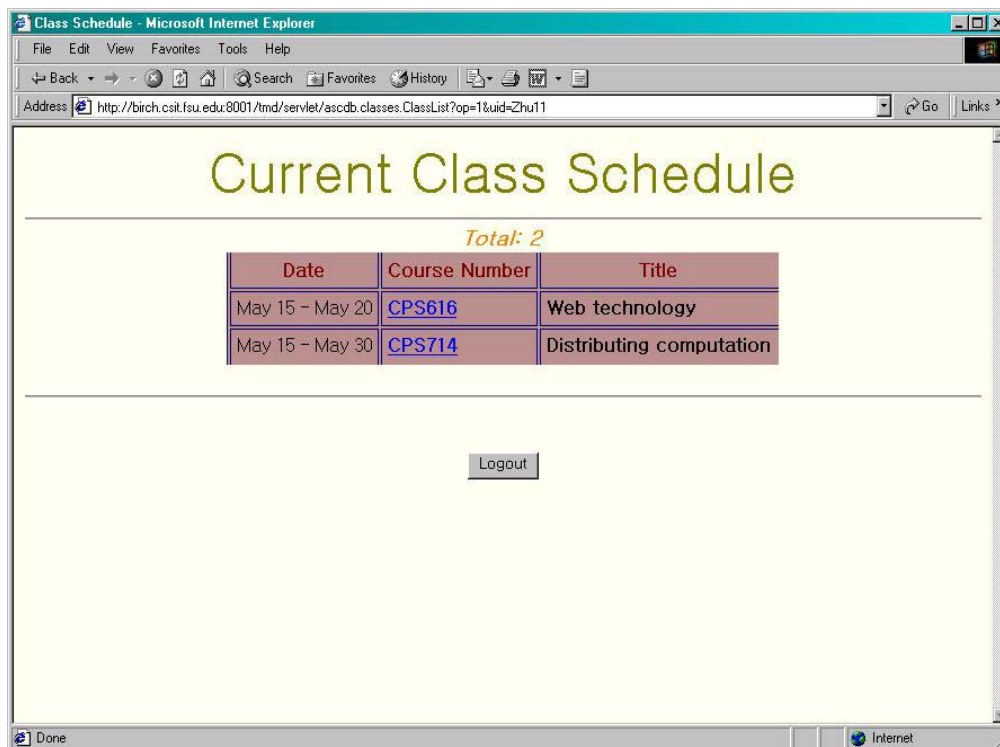 Class Schedule - Microsoft Internet Explorer
File Edit View Favorites Tools Help
Back Search Favorites History
Address http://birch.csit.fsu.edu:8001/tmd/servlet/ascdb.classes.ClassList?op=1&uid=Zhu11 Go Links
Current Class Schedule
Total: 2
Date Course Number Title
May 15 - May 20 CPS616 Web technology
May 15 - May 30 CPS714 Distributing computation
Logout
Done Internet